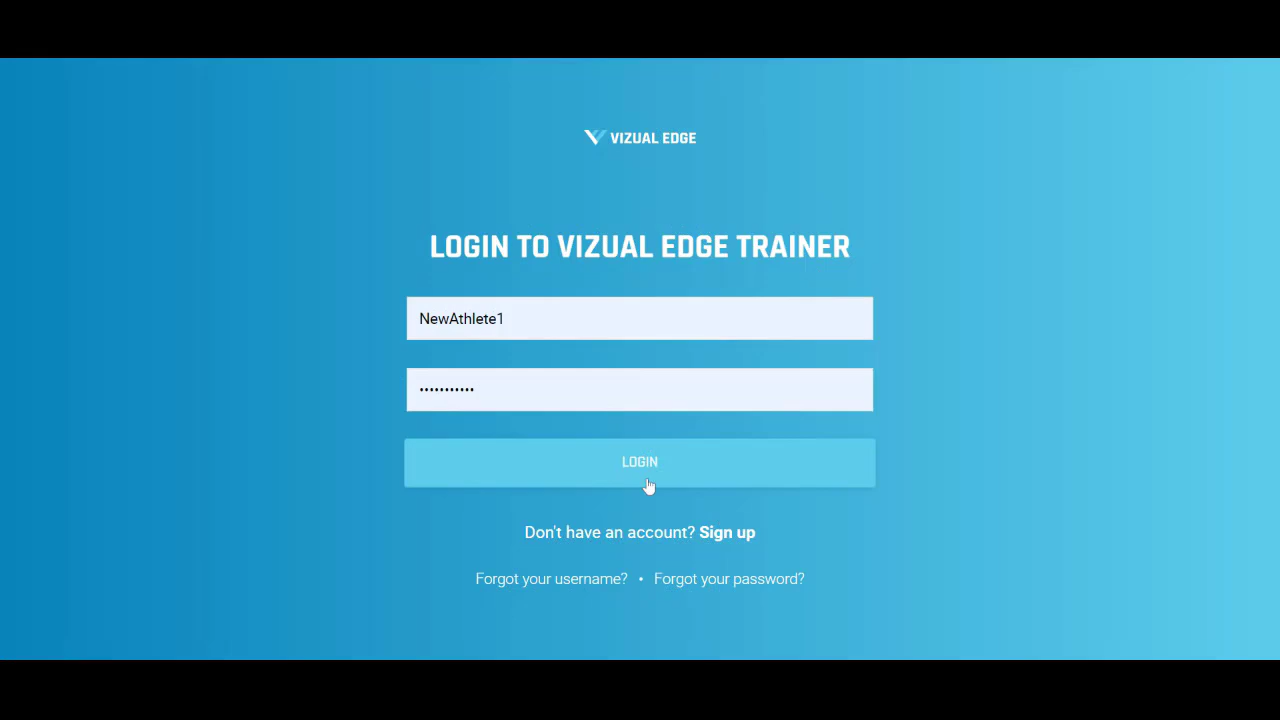 VIZUAL EDGE
LOGIN TO VIZUAL EDGE TRAINER
NewAthlete1
•••••••••••
LOGIN
Don't have an account? Sign up
Forgot your username? • Forgot your password?